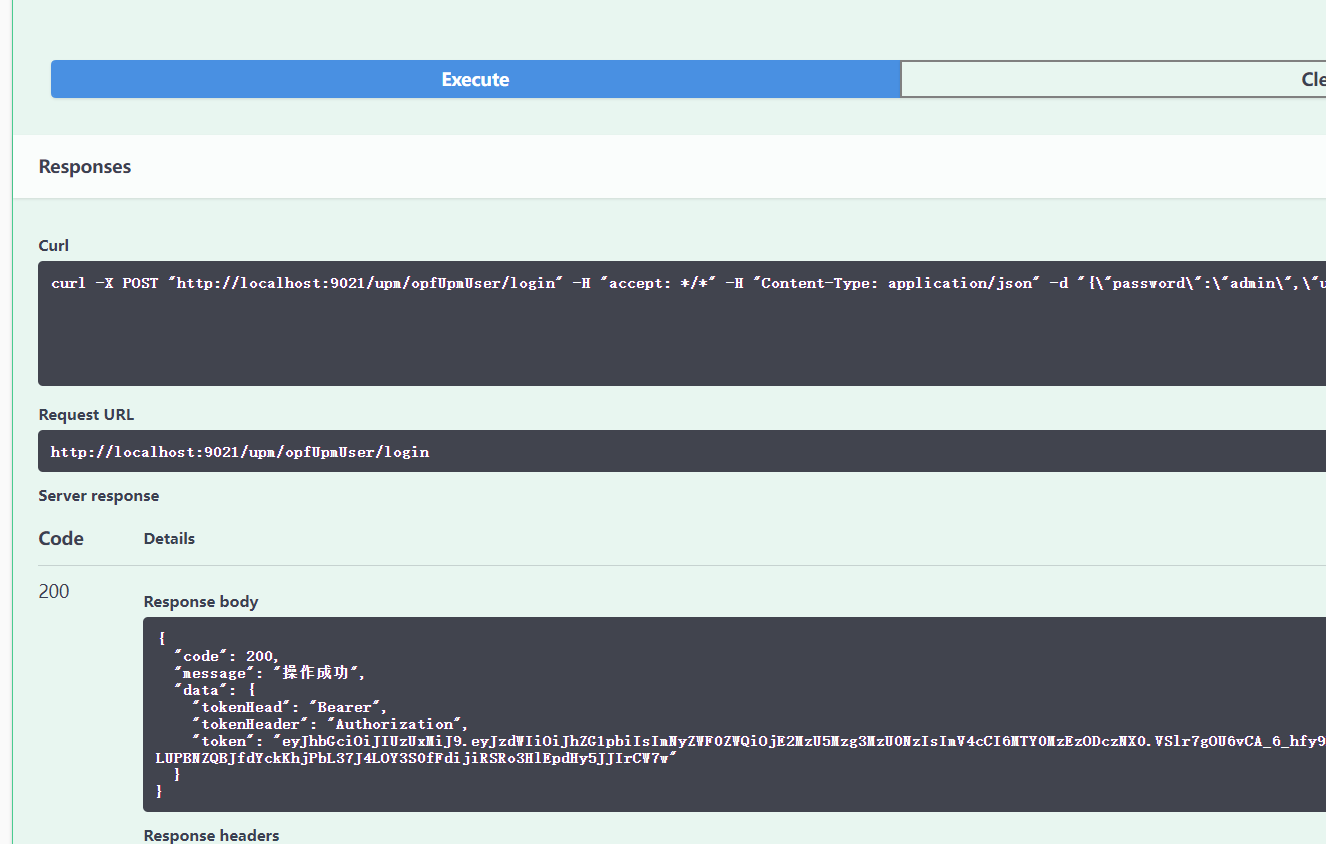 Execute
Cle
Responses
Curl
curl -X POST "http://localhost:9021/upm/opfUpmUser/login" -H "accept: */*" -H "Content-Type: application/json" -d "{\"password\":\"admin\",\"u
Request URL
http://localhost:9021/upm/opfUpmUser/login
Server response
Code Details
200
Response body
{
"code": 200,
"message": "操作成功",
"data": {
"tokenHead": "Bearer",
"tokenHeader": "Authorization",
"token": "eyJhbGciOiJIUzUxMiJ9.eyJzdWIiOiJhZG1pbiIsImNyZWF0ZWQiOjE2MzU5Mzg3MzU0NzIsImV4cCI6MTY0MzEzODczNX0.VSlr7gOU6vCA_6_hfy9
LUPBNZQBJfdYckKhjPbL37J4LOY3S0fFdijiRSRo3HlEpdHy5JJIrCW7w"
}
}
Response headers